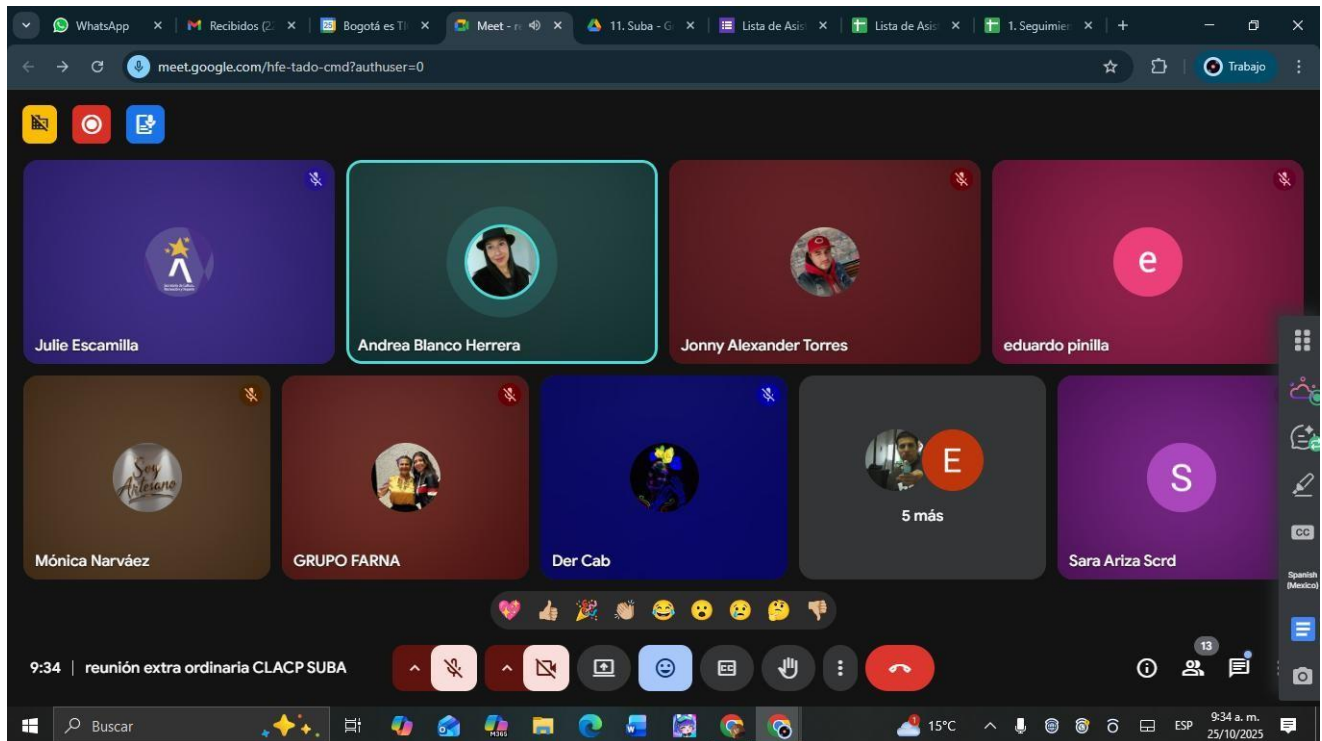 WhatsApp
Recibidos (2
Bogotá es TI
Meet - r
11. Suba - G
Lista de Asis
Lista de Asis
1. Seguimien
meet.google.com/hfe-tado-cmd?authuser=0
Trabajo
Julie Escamilla
Andrea Blanco Herrera
Jonny Alexander Torres
e
eduardo pinilla
Soy
Artesano
Mónica Narváez
GRUPO FARNA
Der Cab
E
5 más
S
Sara Ariza Scrd
CC
Spanish
(Mexico)
9:34 | reunión extra ordinaria CLACP SUBA
13
Buscar
M365
15°C
ESP
9:34 a. m.
25/10/2025